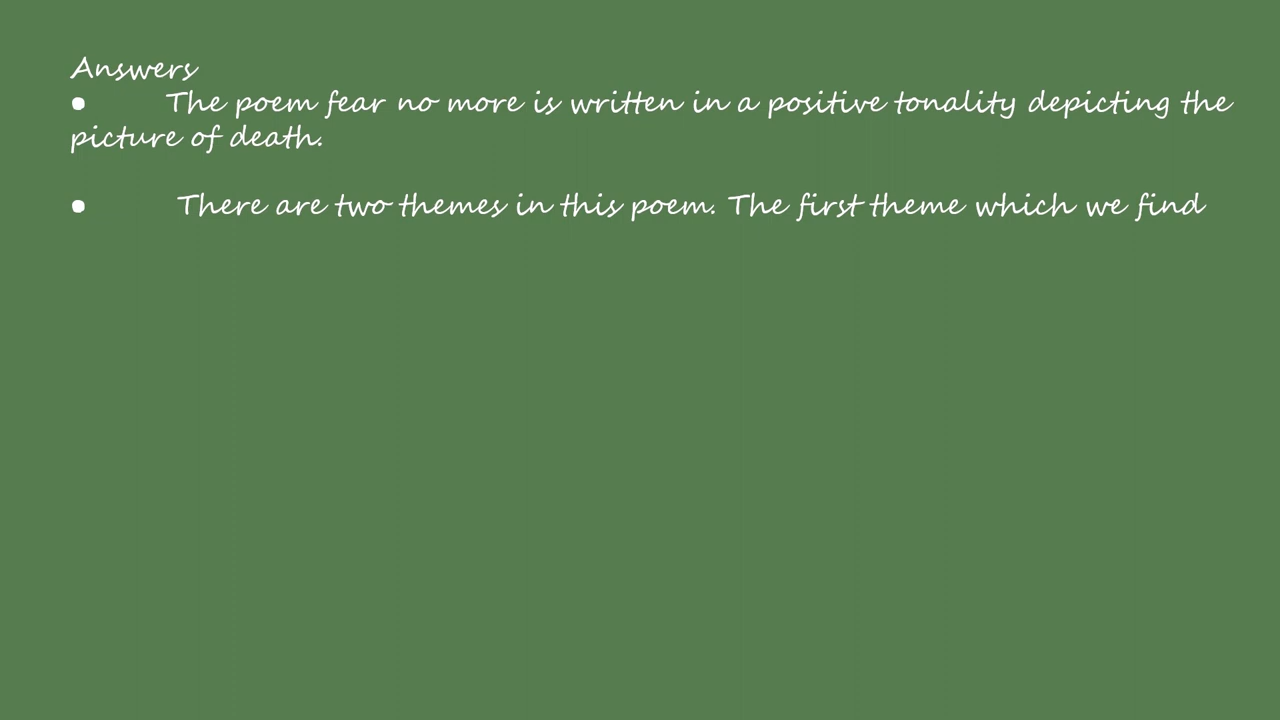 Answers
• The poem fear no more is written in a positive tonality depicting the
picture of death.
• There are two themes in this poem. The first theme which we find